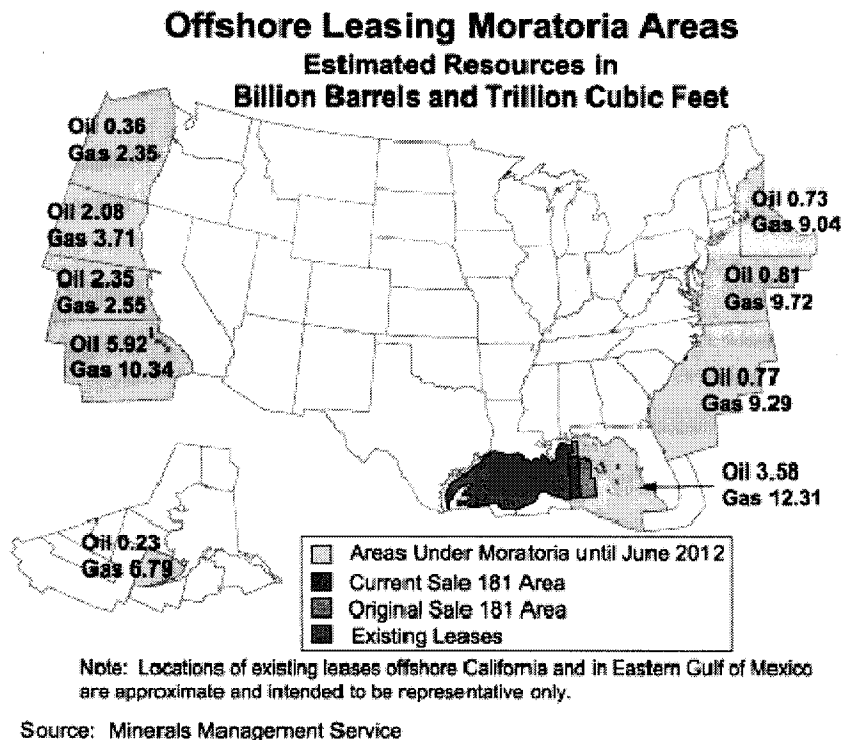 Offshore Leasing Moratoria Areas
Estimated Resources in
Billion Barrels and Trillion Cubic Feet
Oil 0.36
Gas 2.35
Oil 2.08
Gas 3.71
Oil 2.35
Gas 2.55
Oil 5.92
Gas 10.34
Oil 0.73
Gas 9.04
Oil 0.81
Gas 9.72
Oil 0.77
Gas 9.29
Oil 3.58
Gas 12.31
Oil 0.23
Gas 6.79
Areas Under Moratoria until June 2012
Current Sale 181 Area
Original Sale 181 Area
Existing Leases
Note: Locations of existing leases offshore California and in Eastern Gulf of Mexico
are approximate and intended to be representative only.
Source: Minerals Management Service